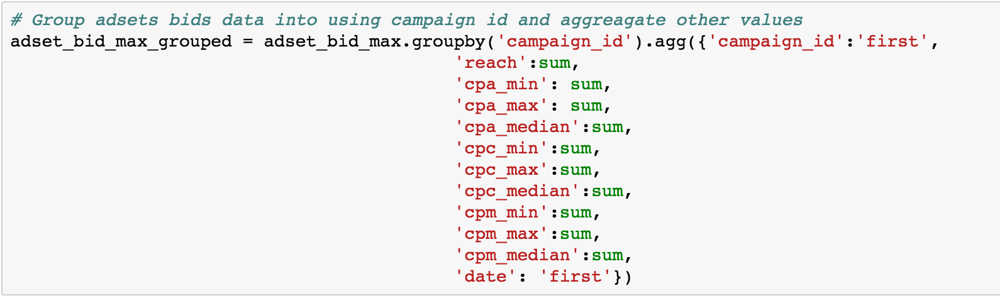 # Group adsets bids data into using campaign id and aggreagate other values
adset_bid_max_grouped = adset_bid_max.groupby('campaign_id').agg({'campaign_id':'first',
'reach':sum,
'cpa_min': sum,
'cpa_max': sum,
'cpa_median':sum,
'cpc_min':sum,
'cpc_max':sum,
'cpc_median':sum,
'cpm_min':sum,
'cpm_max':sum,
'cpm_median':sum,
'date': 'first'})